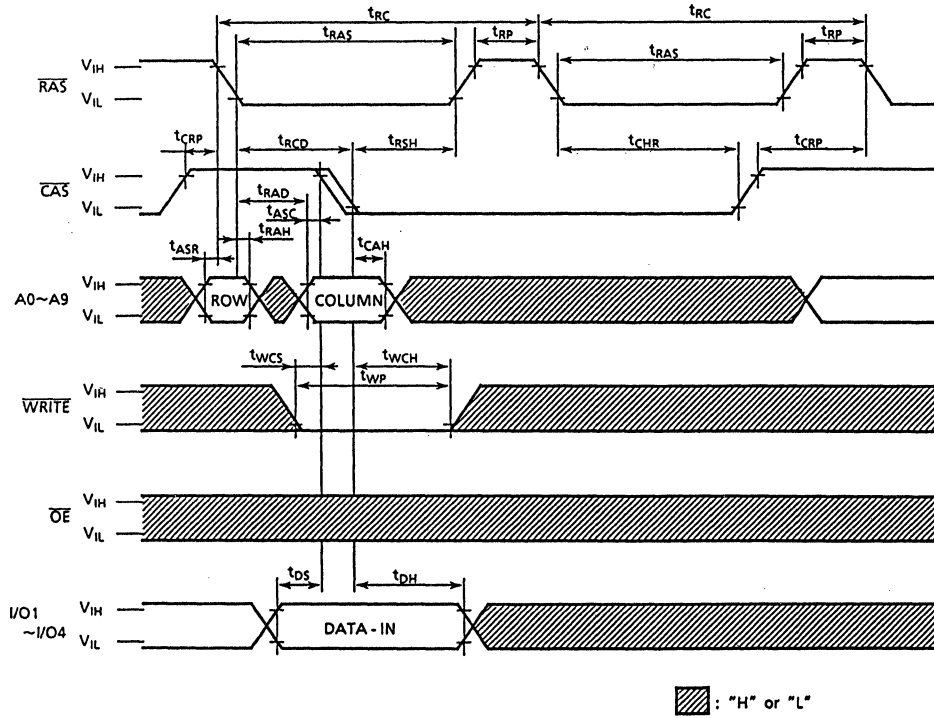 tRC tRC
tRAS tRP tRAS tRP
RAS VIH
VIL
tCRP tRCD tRSH tCHR tCRP
CAS VIH
VIL
tRAD
tASC
tASR tRAH tCAH
A0~A9 VIH
VIL
ROW COLUMN
tWCS tWCH
tWP
WRITE VIH
VIL
OE VIH
VIL
tDS tDH
I/O1
~I/O4
VIH
VIL
DATA - IN
: "H" or "L"